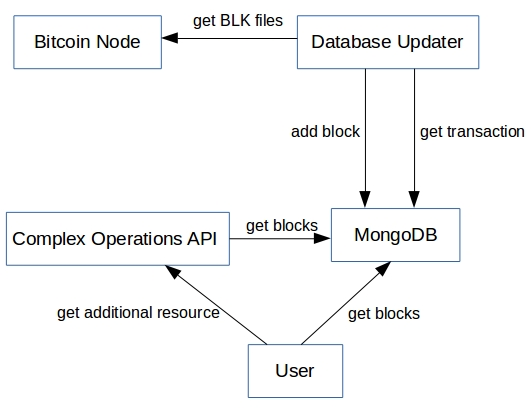 get BLK files
Bitcoin Node
Database Updater
add block
get transaction
get blocks
Complex Operations API
MongoDB
get additional resource
get blocks
User